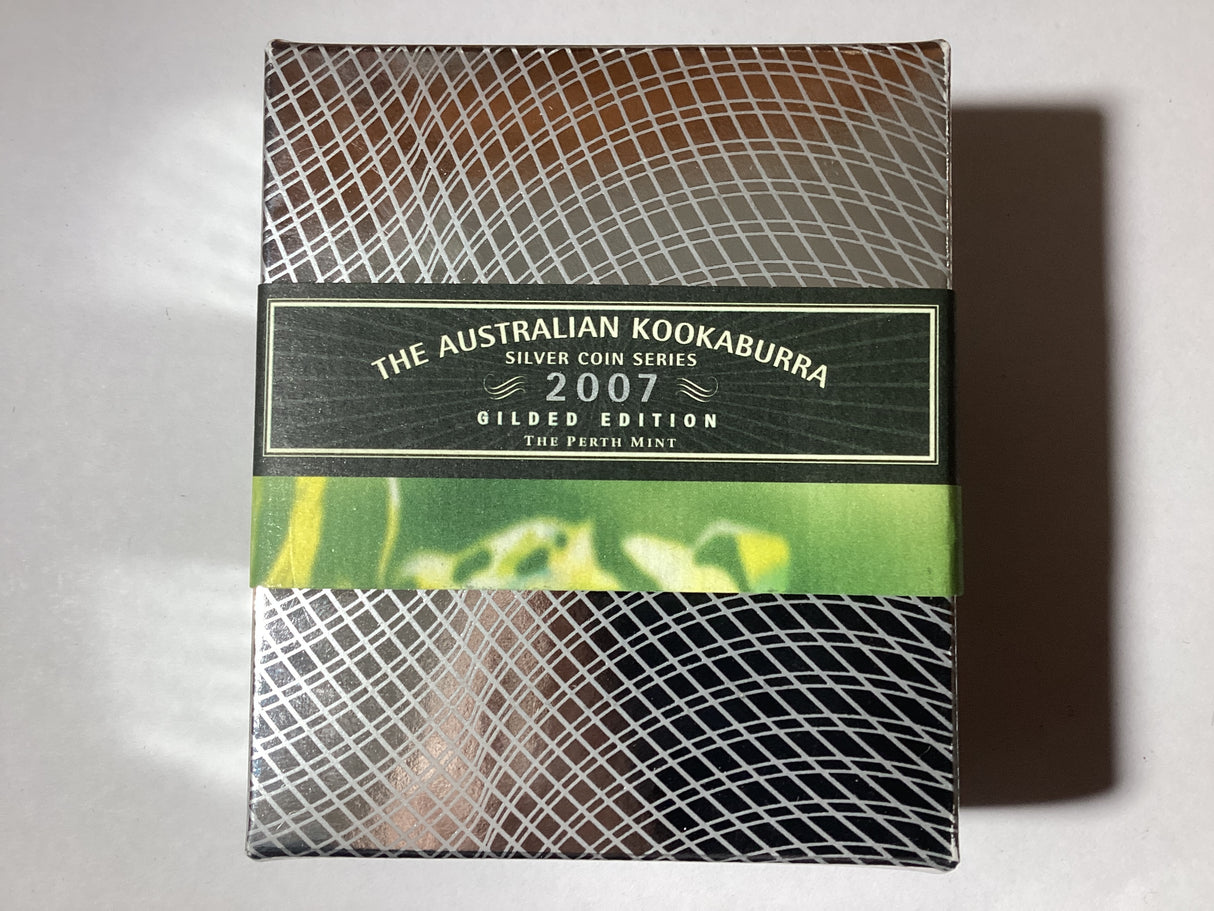 THE AUSTRALIAN KOOKABURRA
SILVER COIN SERIES
2007
GILDED EDITION
THE PERTH MINT